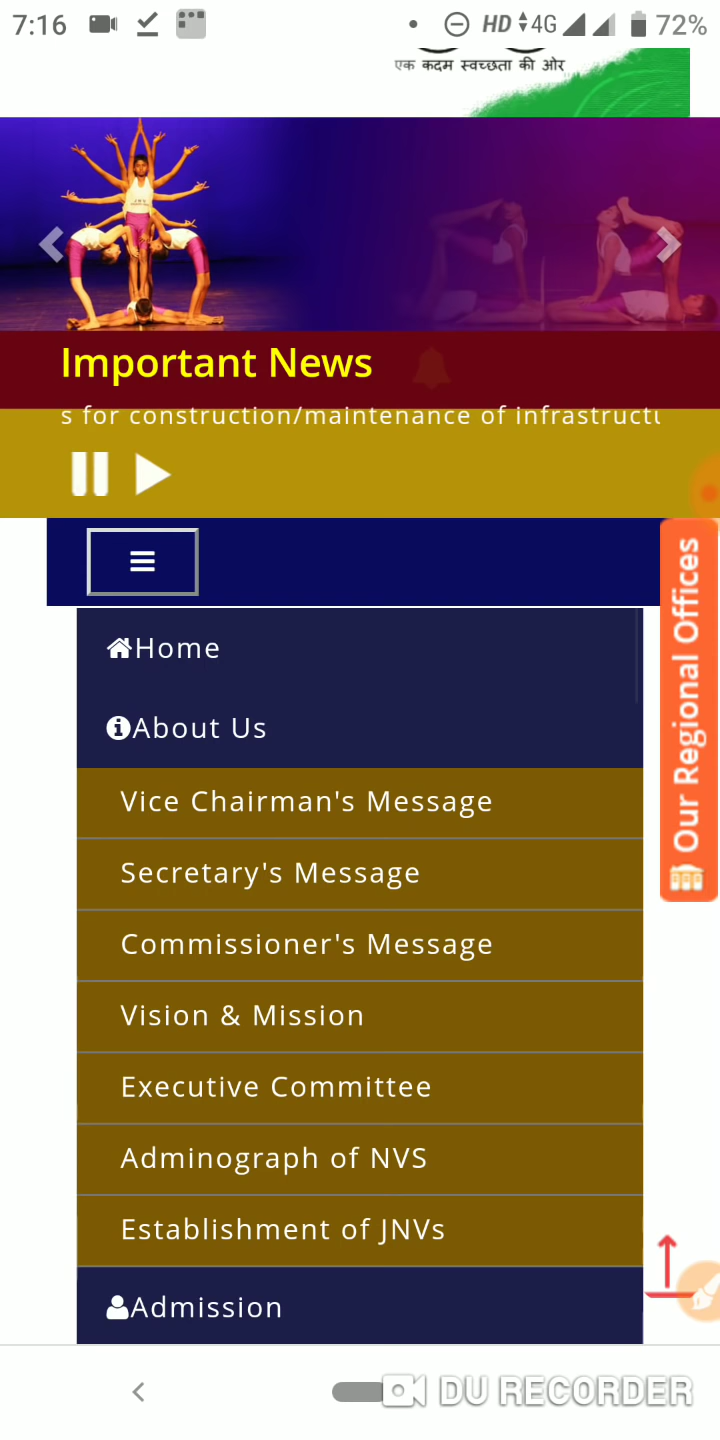 7:16
HD 4G 72%
एक कदम स्वच्छता की ओर
Important News
s for construction/maintenance of infrastructu
Home
About Us
Vice Chairman's Message
Secretary's Message
Commissioner's Message
Vision & Mission
Executive Committee
Adminograph of NVS
Establishment of JNVs
Admission
Our Regional Offices
DU RECORDER